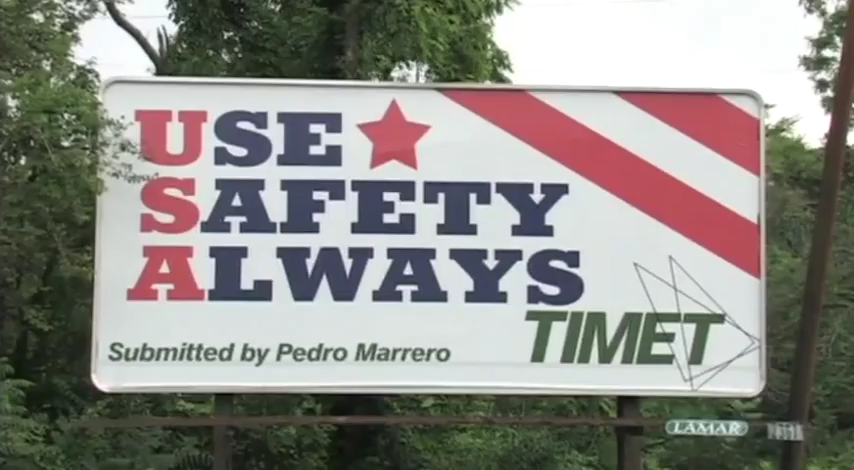 USE
SAFETY
ALWAYS
TIMET
Submitted by Pedro Marrero
LAMAR